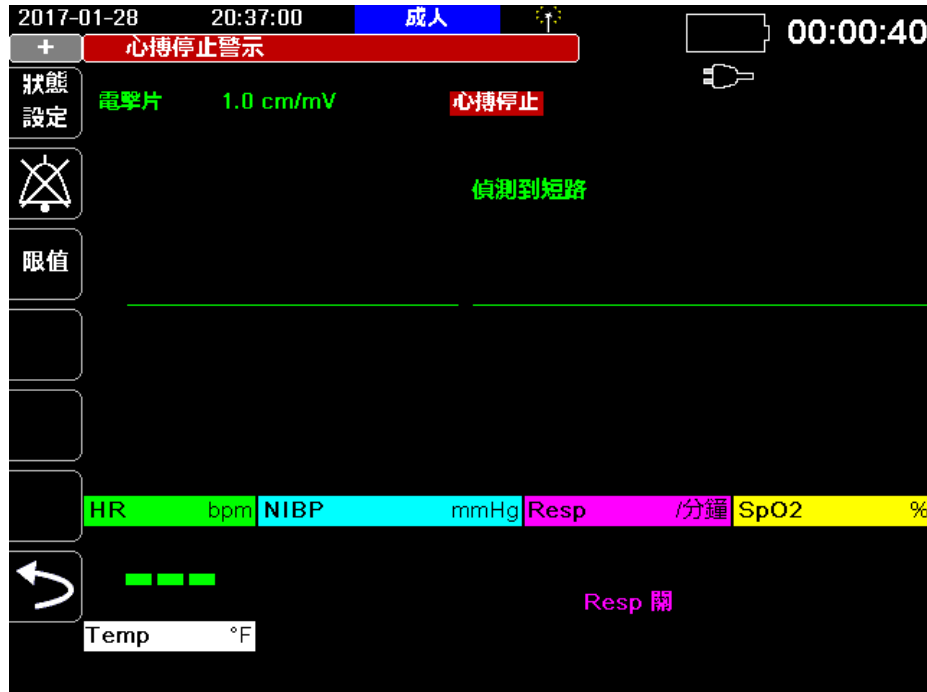 2017-01-28 20:37:00 成人 00:00:40
+ 心搏停止警示
狀態
設定
電擊片 1.0 cm/mV 心搏停止
偵測到短路
限值
HR bpm NIBP mmHg Resp /分鐘 SpO2 %
---
Resp 關
Temp °F